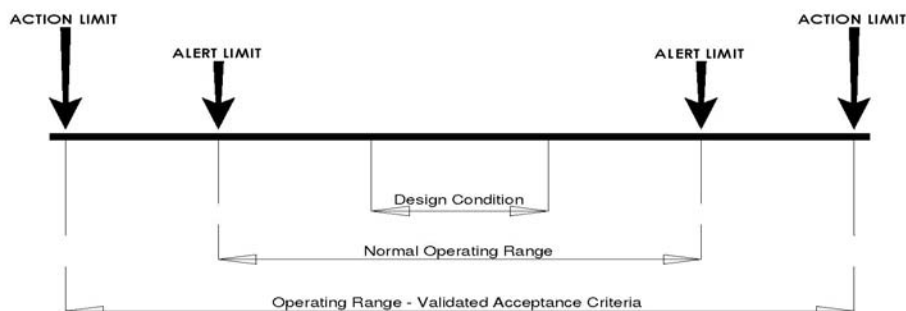 ACTION LIMIT
ACTION LIMIT
ALERT LIMIT
ALERT LIMIT
Design Condition
Normal Operating Range
Operating Range - Validated Acceptance Criteria